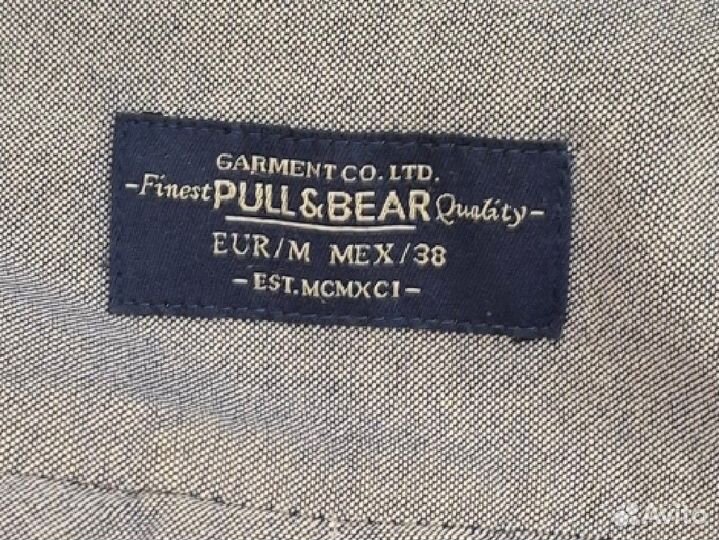 GARMENT CO. LTD.
-Finest PULL&BEAR Quality-
EUR/M MEX/38
-EST.MCMXCI-
Avito